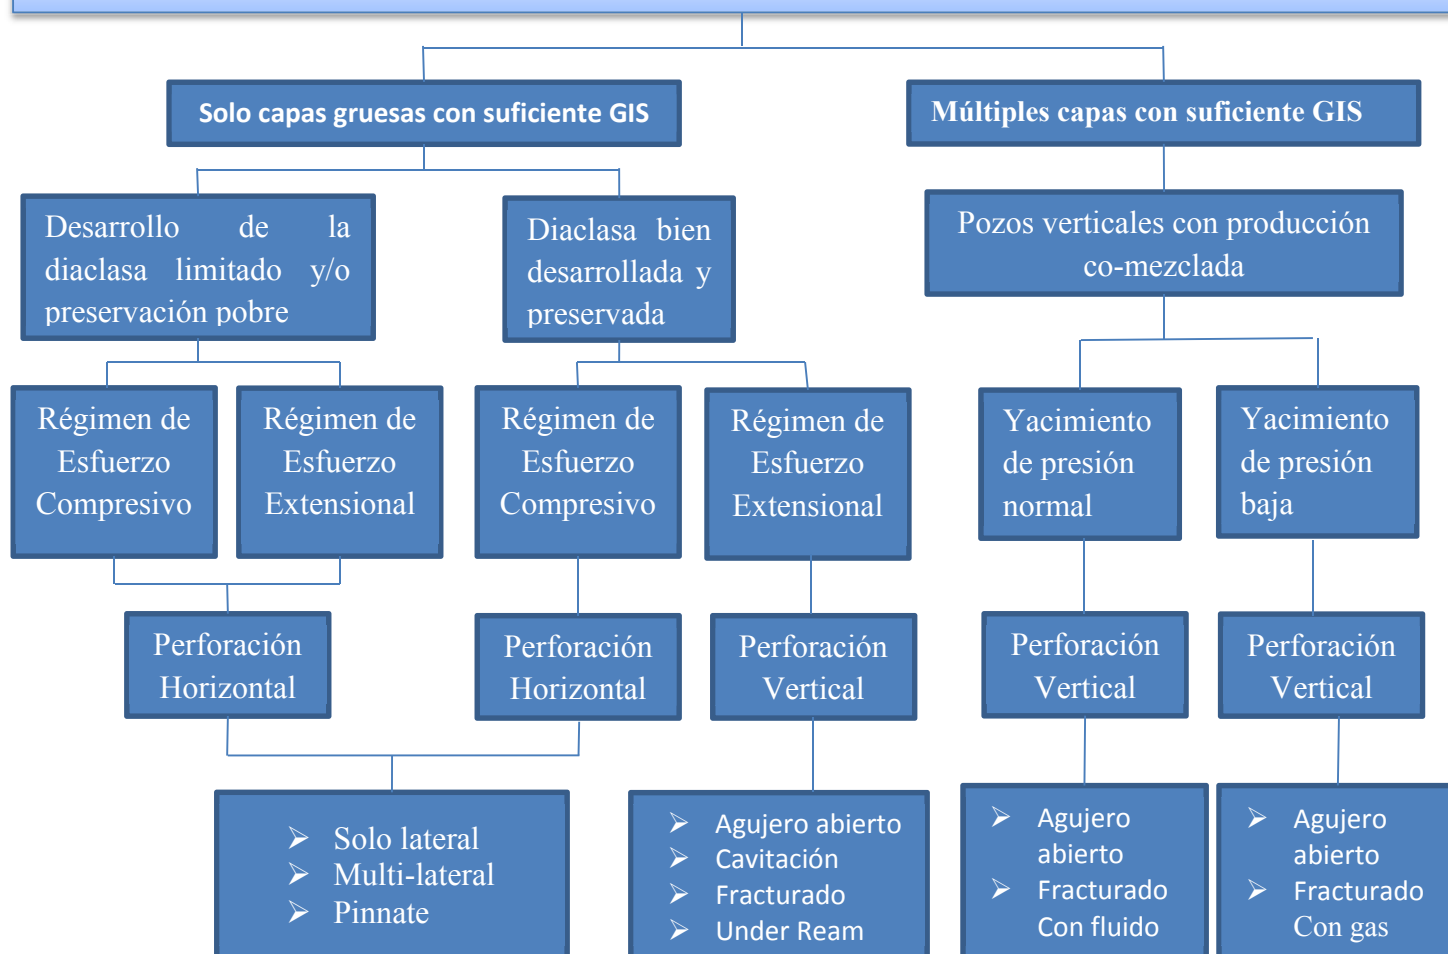 Solo capas gruesas con suficiente GIS
Múltiples capas con suficiente GIS
Desarrollo de la
diaclasa limitado y/o
preservación pobre
Diaclasa bien
desarrollada y
preservada
Pozos verticales con producción
co-mezclada
Régimen de
Esfuerzo
Compresivo
Régimen de
Esfuerzo
Extensional
Régimen de
Esfuerzo
Compresivo
Régimen de
Esfuerzo
Extensional
Yacimiento
de presión
normal
Yacimiento
de presión
baja
Perforación
Horizontal
Perforación
Horizontal
Perforación
Vertical
Perforación
Vertical
Perforación
Vertical
➢ Solo lateral
➢ Multi-lateral
➢ Pinnate
➢ Agujero abierto
➢ Cavitación
➢ Fracturado
➢ Under Ream
➢ Agujero
abierto
➢ Fracturado
Con fluido
➢ Agujero
abierto
➢ Fracturado
Con gas